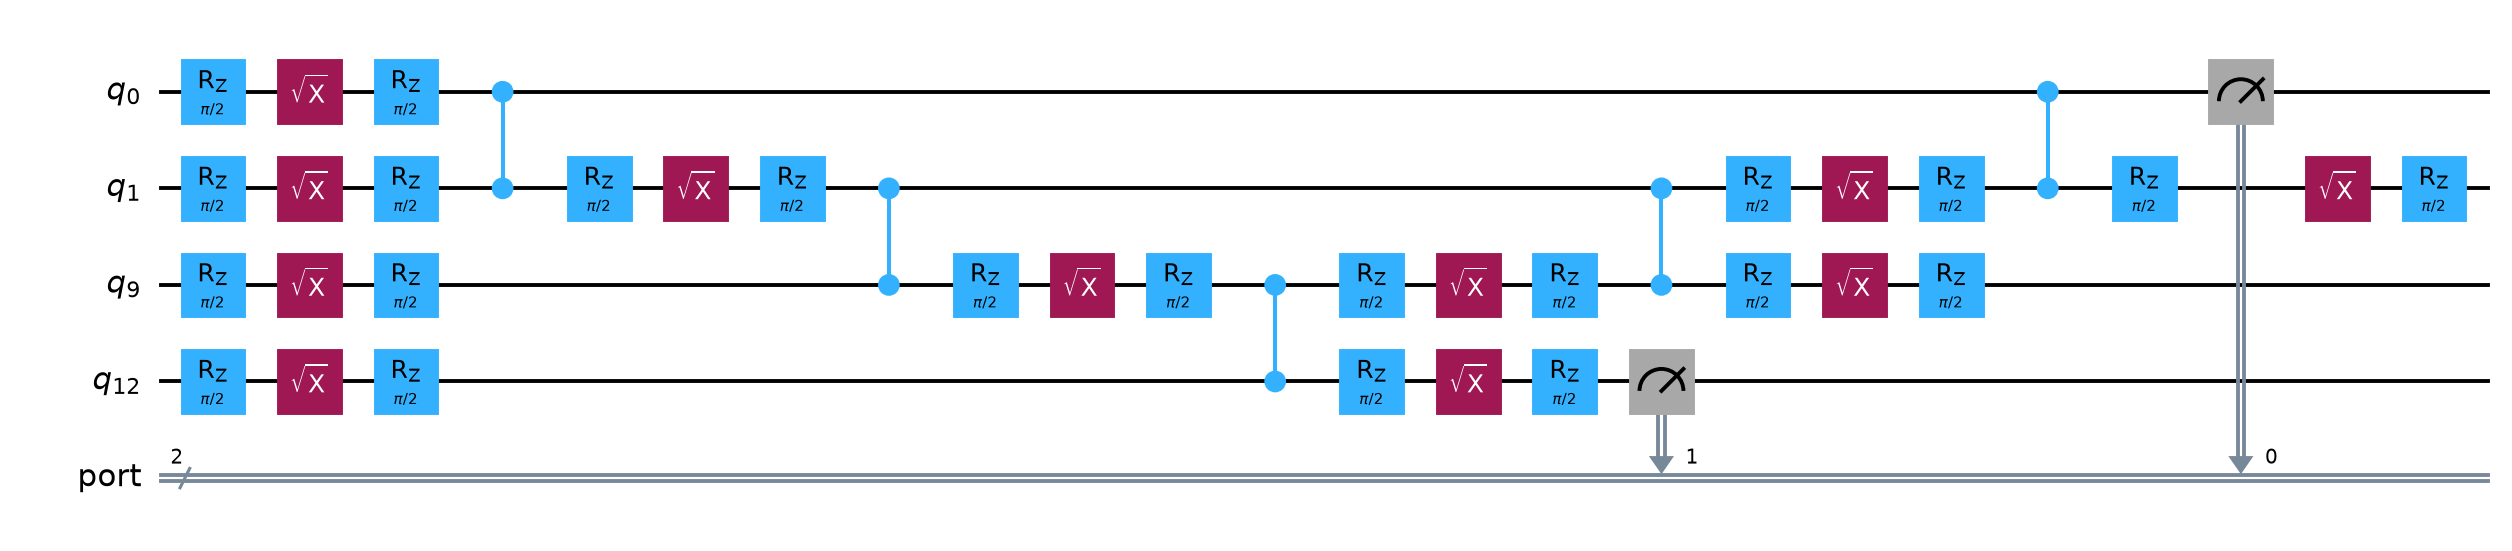 q0 RZ √X RZ
π/2 π/2
q1 RZ √X RZ RZ √X RZ RZ √X RZ RZ √X RZ
π/2 π/2 π/2 π/2 π/2 π/2 π/2 π/2
q9 RZ √X RZ RZ √X RZ RZ √X RZ RZ √X RZ
π/2 π/2 π/2 π/2 π/2 π/2 π/2 π/2
q12 RZ √X RZ RZ √X RZ
π/2 π/2 π/2 π/2
2 1 0
port